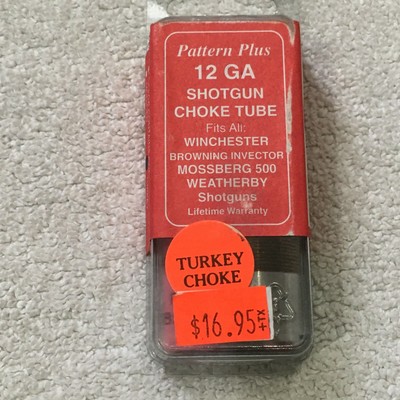 Pattern Plus
12 GA
SHOTGUN
CHOKE TUBE
Fits All:
WINCHESTER
BROWNING INVECTOR
MOSSBERG 500
WEATHERBY
Shotguns
Lifetime Warranty
TURKEY
CHOKE
$16.95 +TX